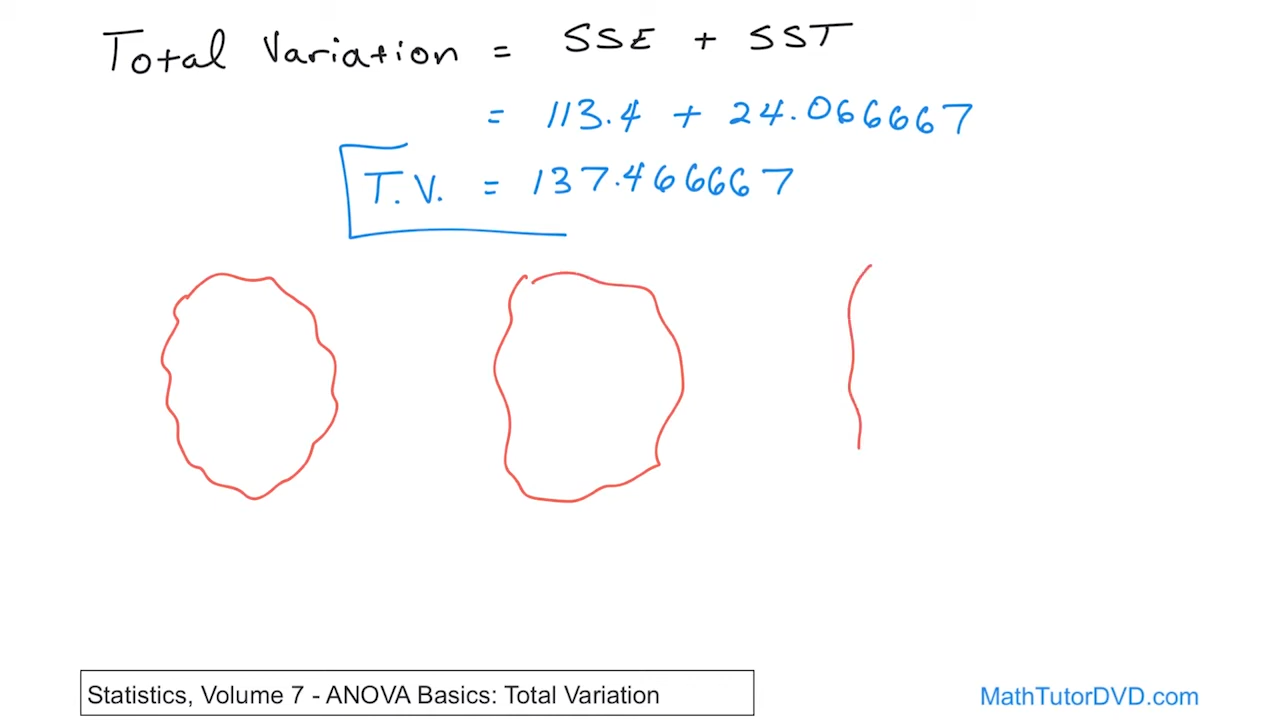 Total Variation = SSE + SST
= 113.4 + 24.066667
T.V. = 137.466667
Statistics, Volume 7 - ANOVA Basics: Total Variation
MathTutorDVD.com